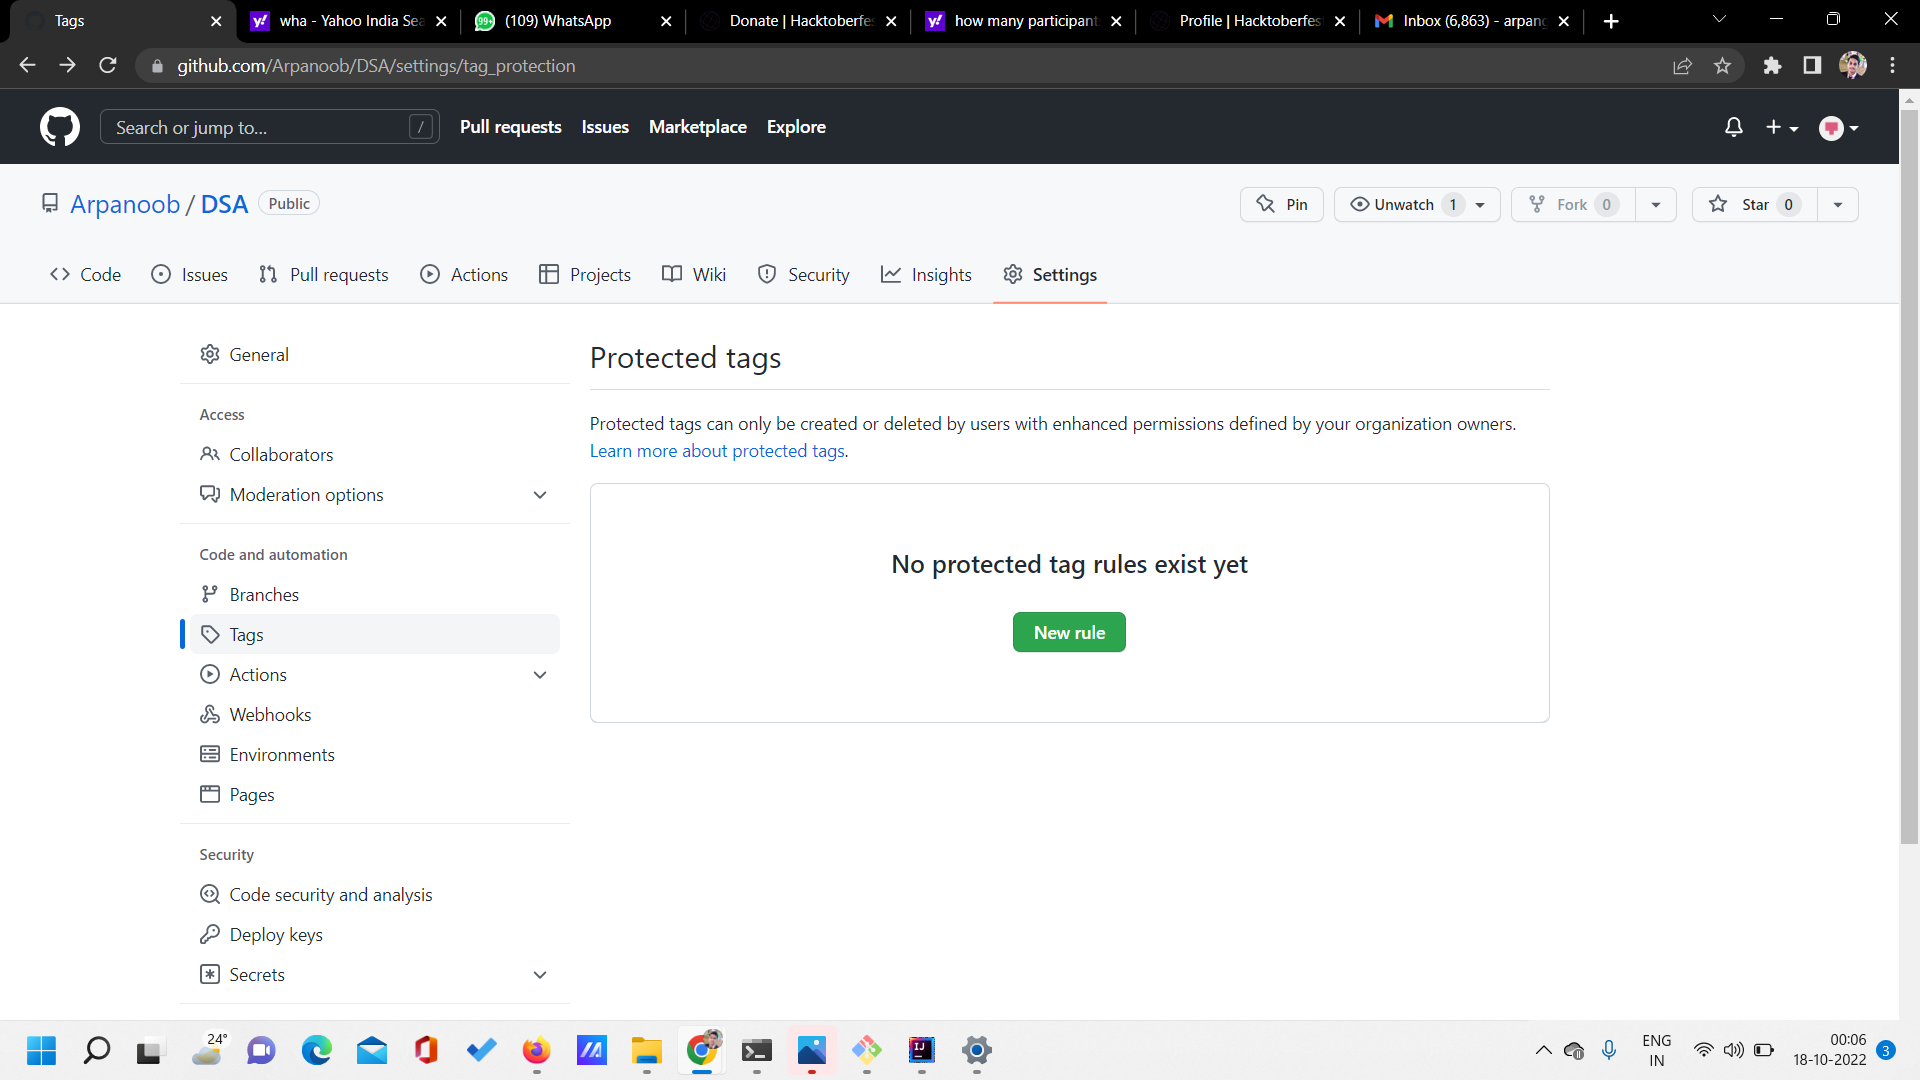 Tags
wha - Yahoo India Sea
99+ (109) WhatsApp
Donate | Hacktoberfes
how many participant
Profile | Hacktoberfes
Inbox (6,863) - arpang
github.com/Arpanoob/DSA/settings/tag_protection
Search or jump to... /
Pull requests Issues Marketplace Explore
Arpanoob / DSA Public
Pin
Unwatch 1
Fork 0
Star 0
Code Issues Pull requests Actions Projects Wiki Security Insights Settings
General
Access
Collaborators
Moderation options
Code and automation
Branches
Tags
Actions
Webhooks
Environments
Pages
Security
Code security and analysis
Deploy keys
Secrets
Protected tags
Protected tags can only be created or deleted by users with enhanced permissions defined by your organization owners.
Learn more about protected tags.
No protected tag rules exist yet
New rule
24°
IJ
ENG
IN
00:06
18-10-2022
3